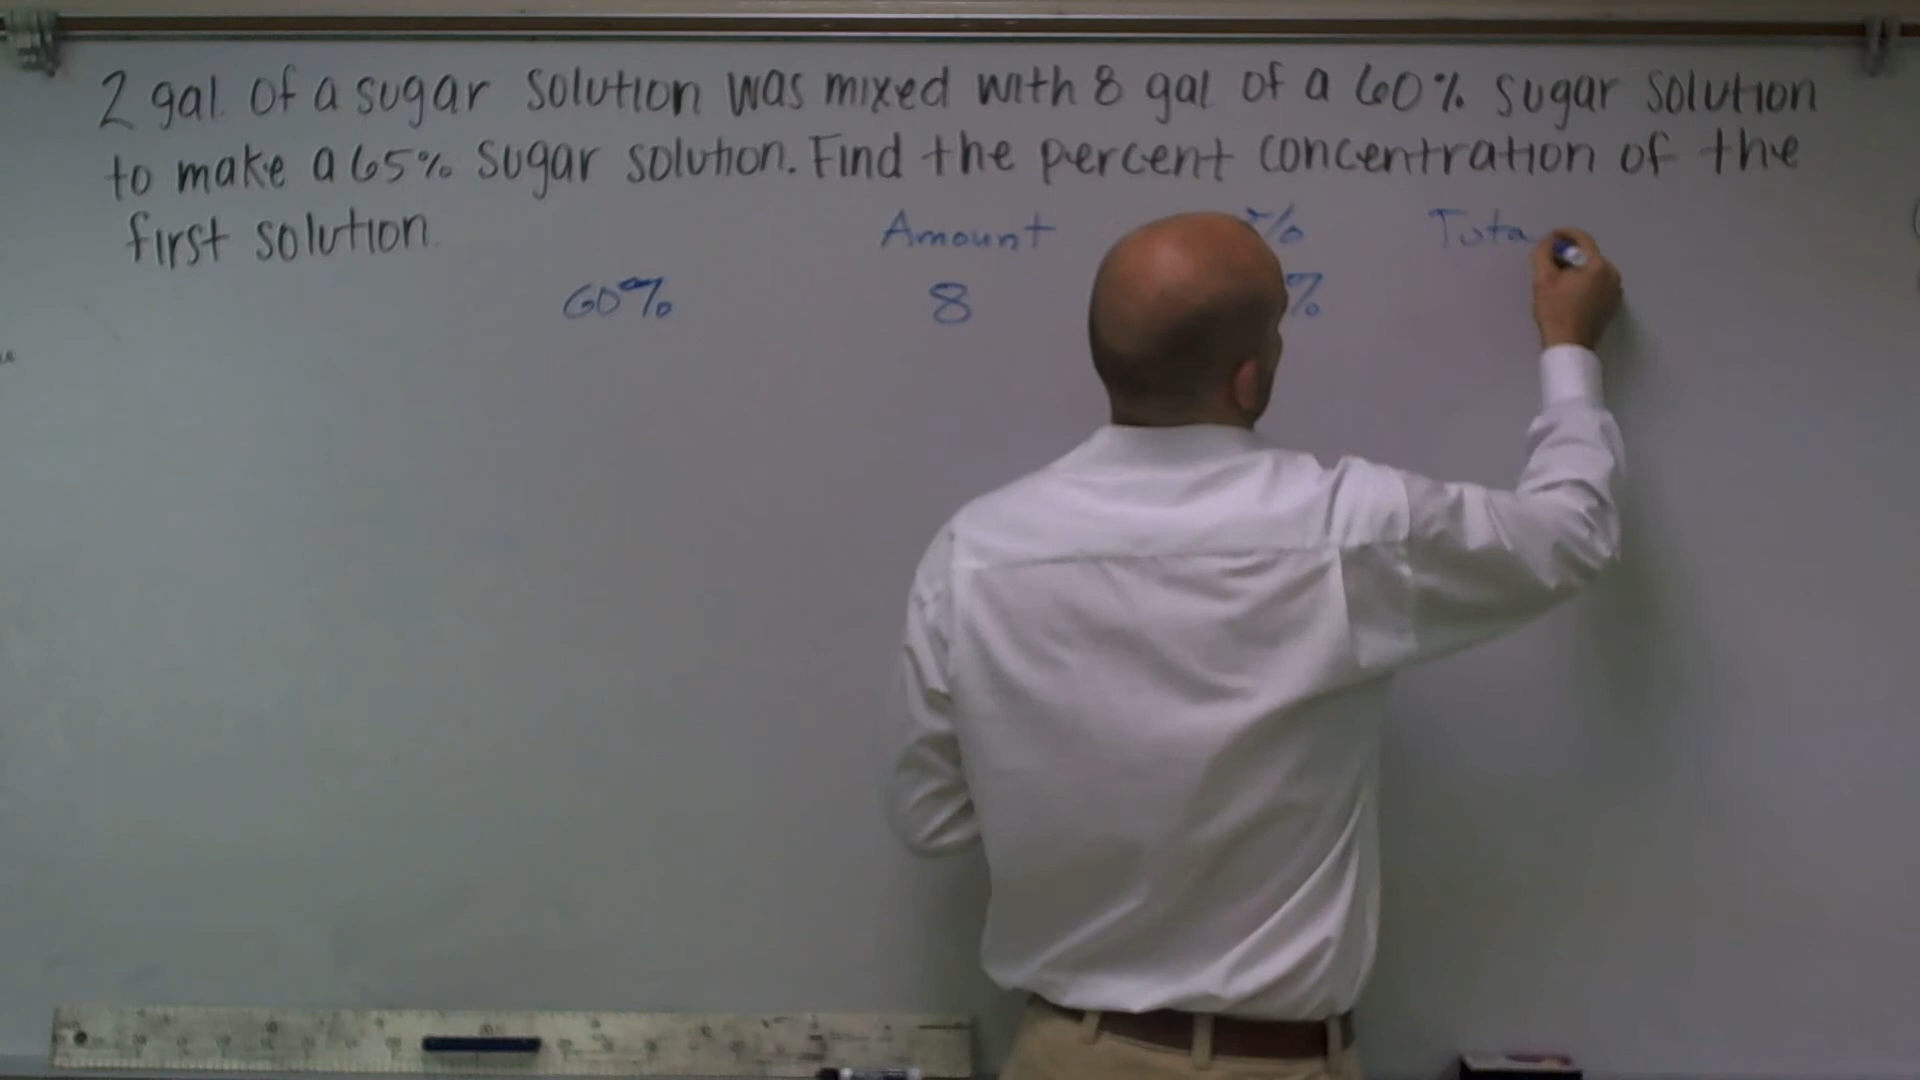 2 gal. of a sugar solution was mixed with 8 gal of a 60% sugar solution
to make a 65% sugar solution. Find the percent concentration of the
first solution.
Amount % Tota
60% 8 %